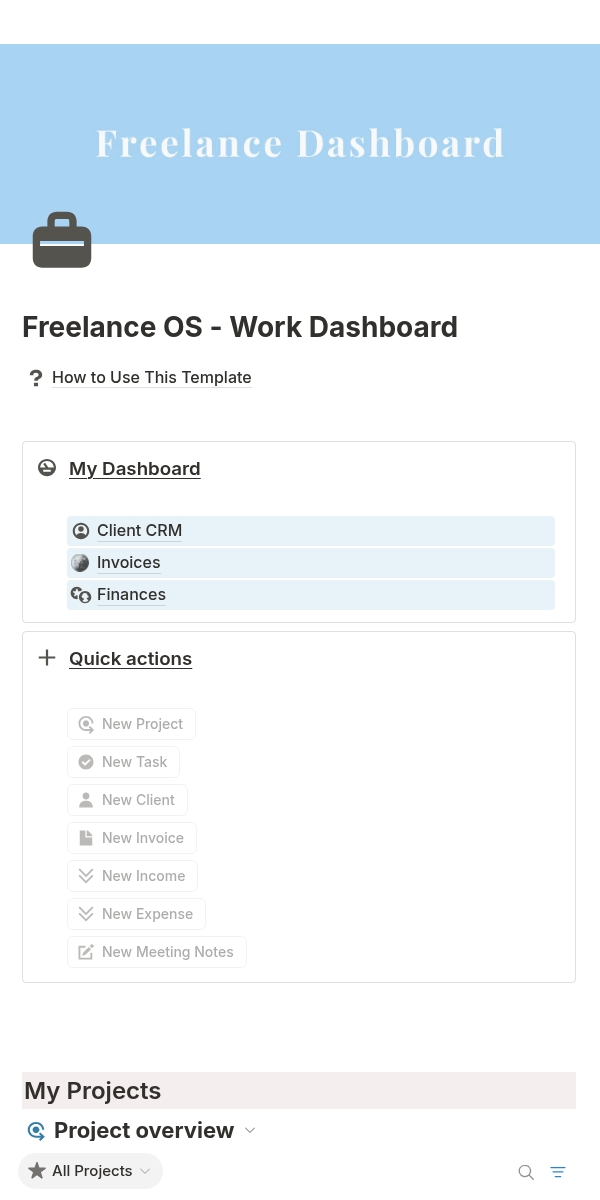 Freelance Dashboard
Freelance OS - Work Dashboard
How to Use This Template
My Dashboard
Client CRM
Invoices
Finances
Quick actions
New Project
New Task
New Client
New Invoice
New Income
New Expense
New Meeting Notes
My Projects
Project overview
All Projects